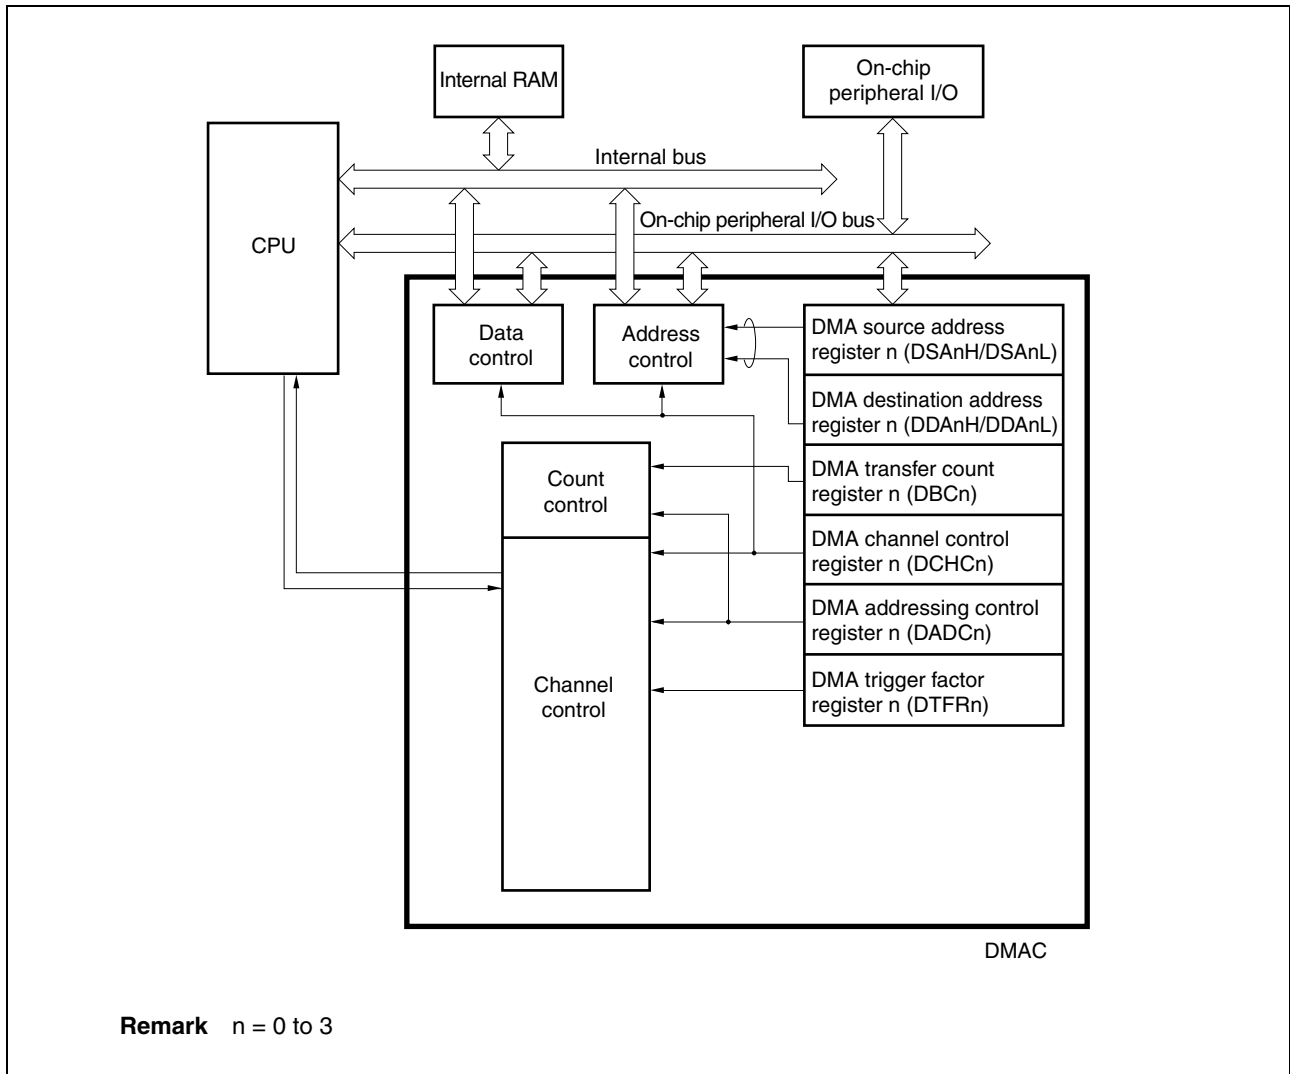 Internal RAM
On-chip
peripheral I/O
Internal bus
On-chip peripheral I/O bus
CPU
Data
control
Address
control
DMA source address
register n (DSAnH/DSAnL)
DMA destination address
register n (DDAnH/DDAnL)
Count
control
DMA transfer count
register n (DBCn)
DMA channel control
register n (DCHCn)
DMA addressing control
register n (DADCn)
Channel
control
DMA trigger factor
register n (DTFRn)
DMAC
Remark n = 0 to 3